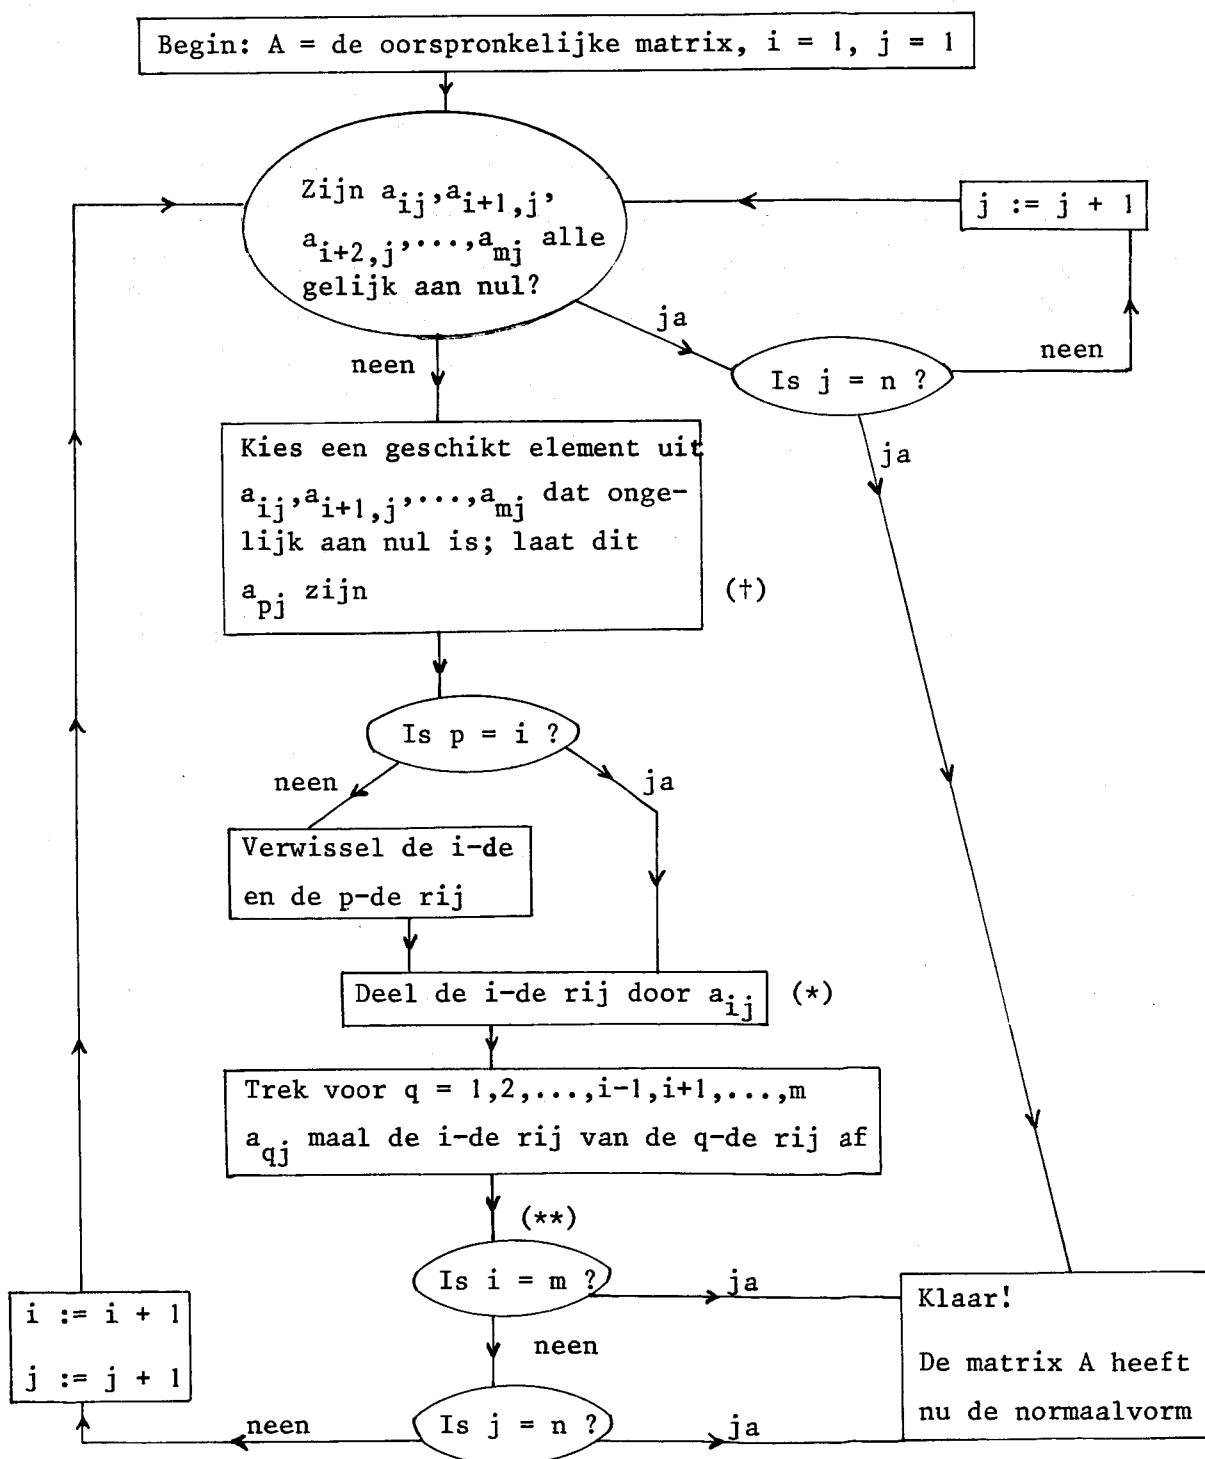 Begin: A = de oorspronkelijke matrix, i = 1, j = 1
Zijn a_ij,a_i+1,j,
a_i+2,j,...,a_mj alle
gelijk aan nul?
j := j + 1
ja
neen
Is j = n ?
neen
ja
Kies een geschikt element uit
a_ij,a_i+1,j,...,a_mj dat onge-
lijk aan nul is; laat dit
a_pj zijn
(†)
Is p = i ?
neen
ja
Verwissel de i-de
en de p-de rij
Deel de i-de rij door a_ij
(*)
Trek voor q = 1,2,...,i-1,i+1,...,m
a_qj maal de i-de rij van de q-de rij af
(**)
Is i = m ?
ja
neen
Is j = n ?
neen
ja
i := i + 1
j := j + 1
Klaar!
De matrix A heeft
nu de normaalvorm